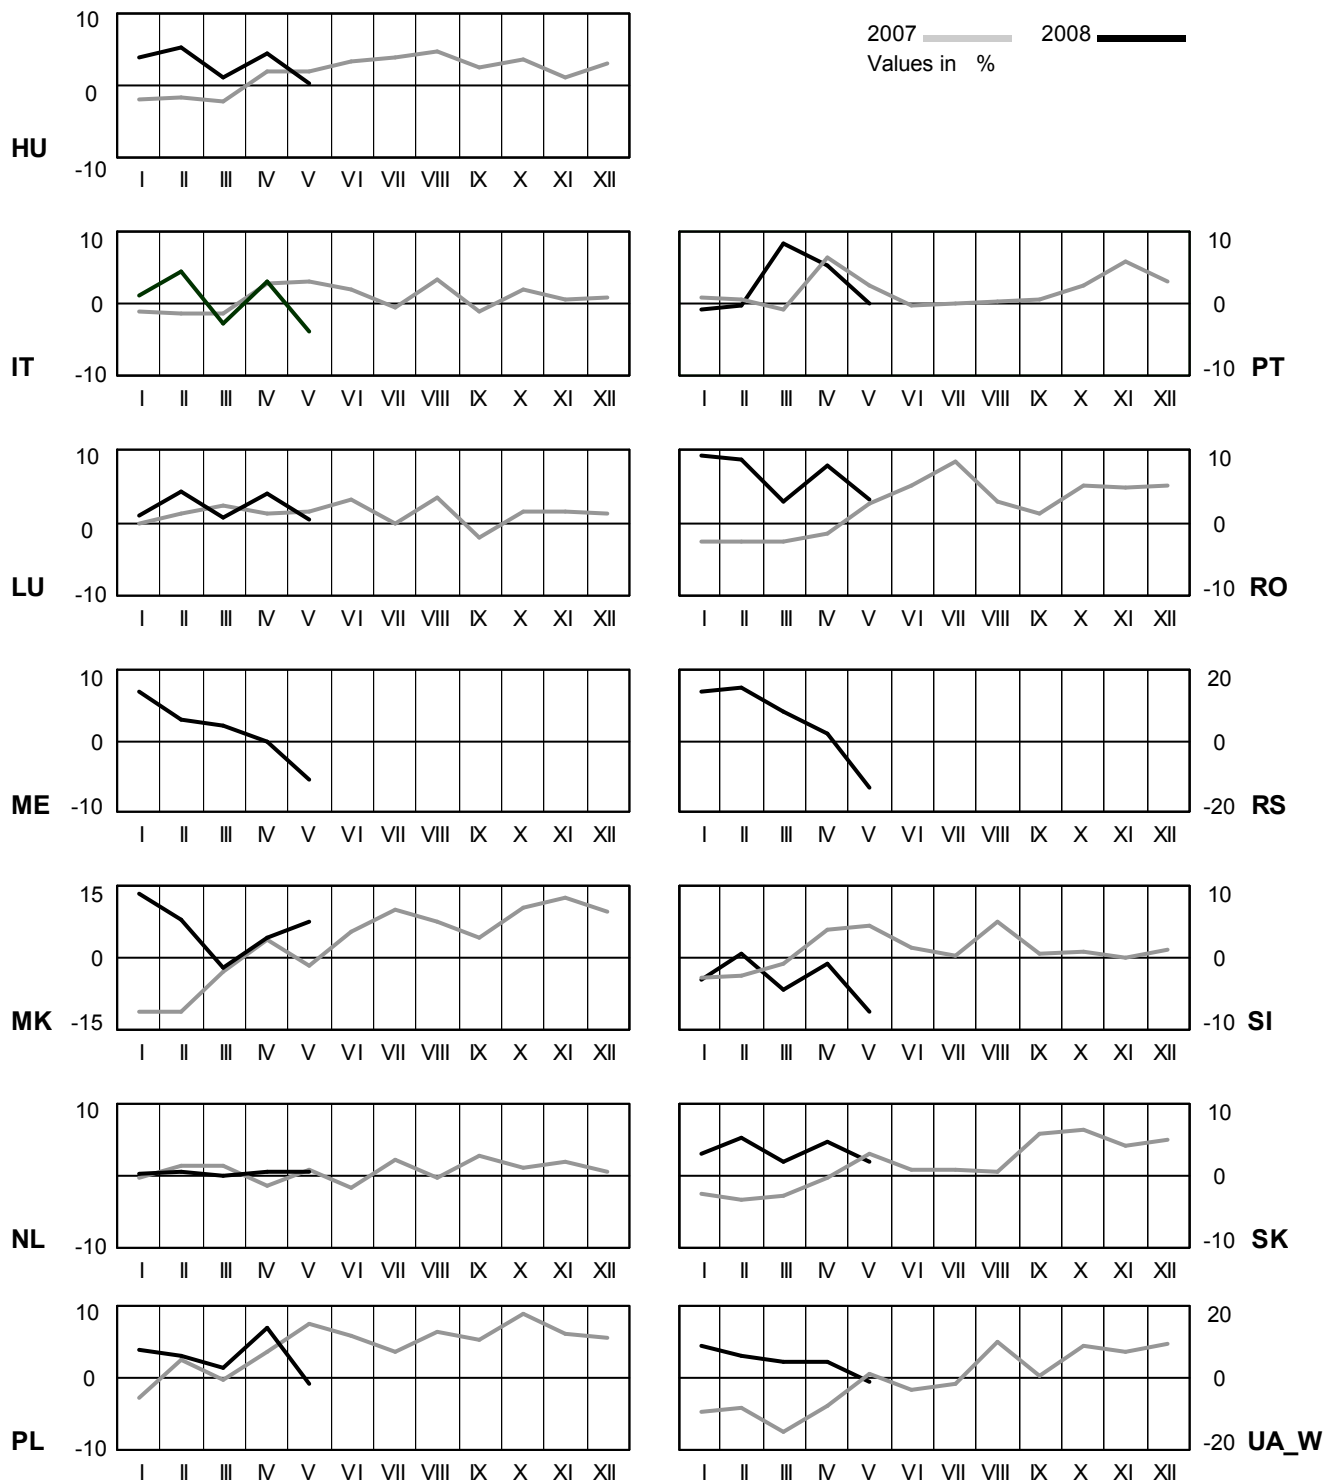 10
0
HU
-10
I II III IV V VI VII VIII IX X XI XII
2007 2008
Values in %
10
0
IT
-10
I II III IV V VI VII VIII IX X XI XII
10
0
-10 PT
I II III IV V VI VII VIII IX X XI XII
10
0
LU
-10
I II III IV V VI VII VIII IX X XI XII
10
0
-10 RO
I II III IV V VI VII VIII IX X XI XII
10
0
ME -10
I II III IV V VI VII VIII IX X XI XII
20
0
-20 RS
I II III IV V VI VII VIII IX X XI XII
15
0
MK -15
I II III IV V VI VII VIII IX X XI XII
10
0
-10 SI
I II III IV V VI VII VIII IX X XI XII
10
0
NL
-10
I II III IV V VI VII VIII IX X XI XII
10
0
-10 SK
I II III IV V VI VII VIII IX X XI XII
10
0
PL -10
I II III IV V VI VII VIII IX X XI XII
20
0
-20 UA_W
I II III IV V VI VII VIII IX X XI XII